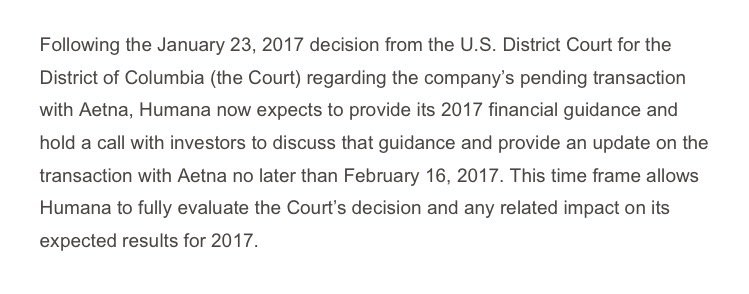 Following the January 23, 2017 decision from the U.S. District Court for the
District of Columbia (the Court) regarding the company’s pending transaction
with Aetna, Humana now expects to provide its 2017 financial guidance and
hold a call with investors to discuss that guidance and provide an update on the
transaction with Aetna no later than February 16, 2017. This time frame allows
Humana to fully evaluate the Court’s decision and any related impact on its
expected results for 2017.